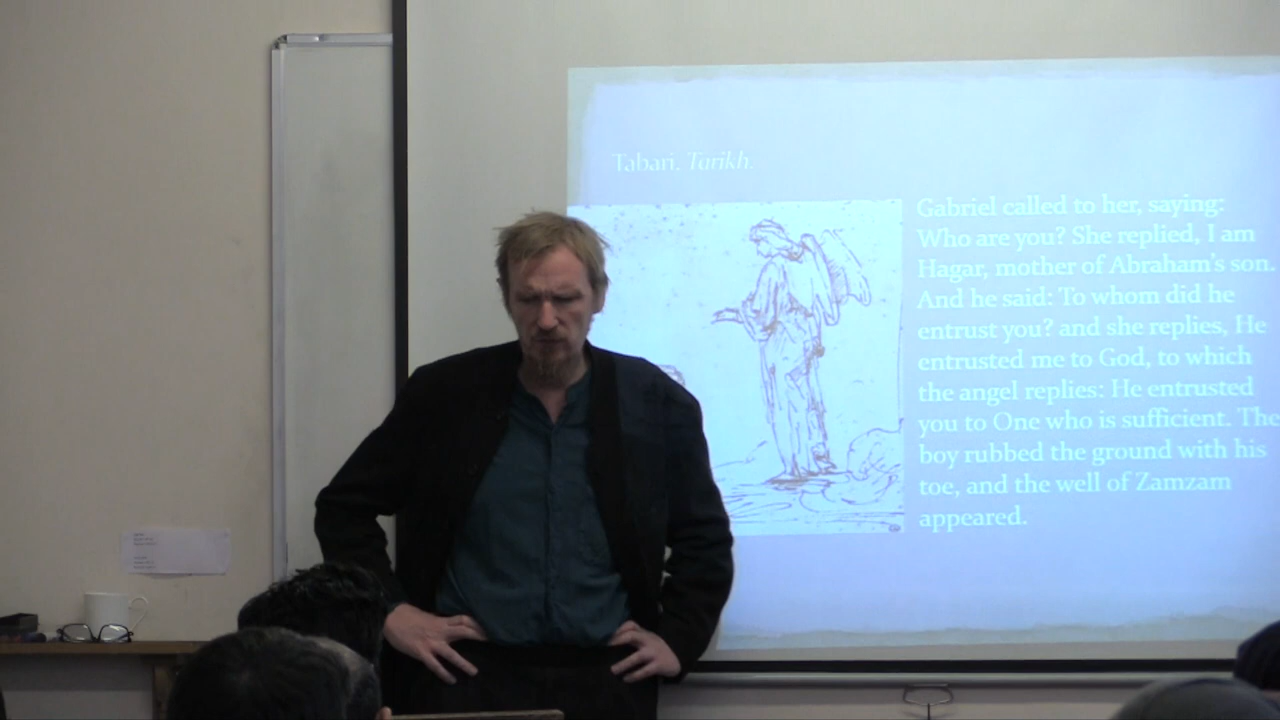 Tabari. Tarikh.
Gabriel called to her, saying:
Who are you? She replied, I am
Hagar, mother of Abraham's son.
And he said: To whom did he
entrust you? and she replies, He
entrusted me to God, to which
the angel replies: He entrusted
you to One who is sufficient. The
boy rubbed the ground with his
toe, and the well of Zamzam
appeared.